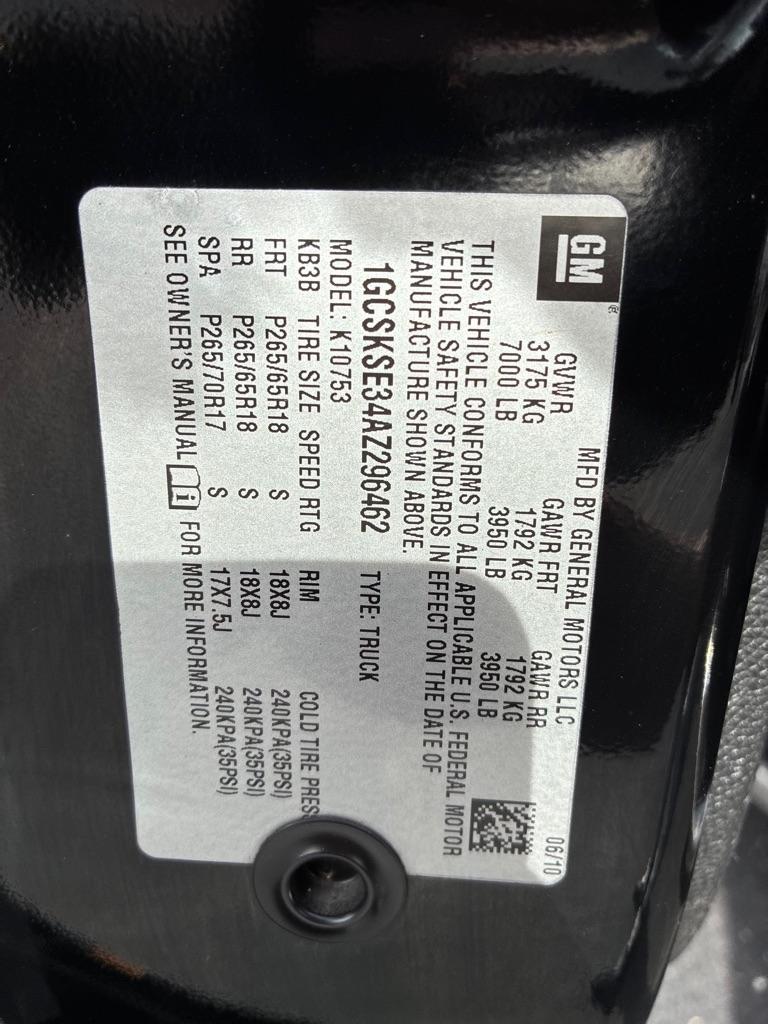 GM®
MFD BY GENERAL MOTORS LLC 06/10
GVWR GAWR FRT GAWR RR
3175 KG 1792 KG 1792 KG
7000 LB 3950 LB 3950 LB
THIS VEHICLE CONFORMS TO ALL APPLICABLE U.S. FEDERAL MOTOR
VEHICLE SAFETY STANDARDS IN EFFECT ON THE DATE OF
MANUFACTURE SHOWN ABOVE.
1GCSKSE34AZ296462 TYPE: TRUCK
MODEL: K10753
KB3B TIRE SIZE SPEED RTG RIM COLD TIRE PRES
FRT P265/65R18 S 18X8J 240KPA(35PSI)
RR P265/65R18 S 18X8J 240KPA(35PSI)
SPA P265/70R17 S 17X7.5J 240KPA(35PSI)
SEE OWNER'S MANUAL i FOR MORE INFORMATION.